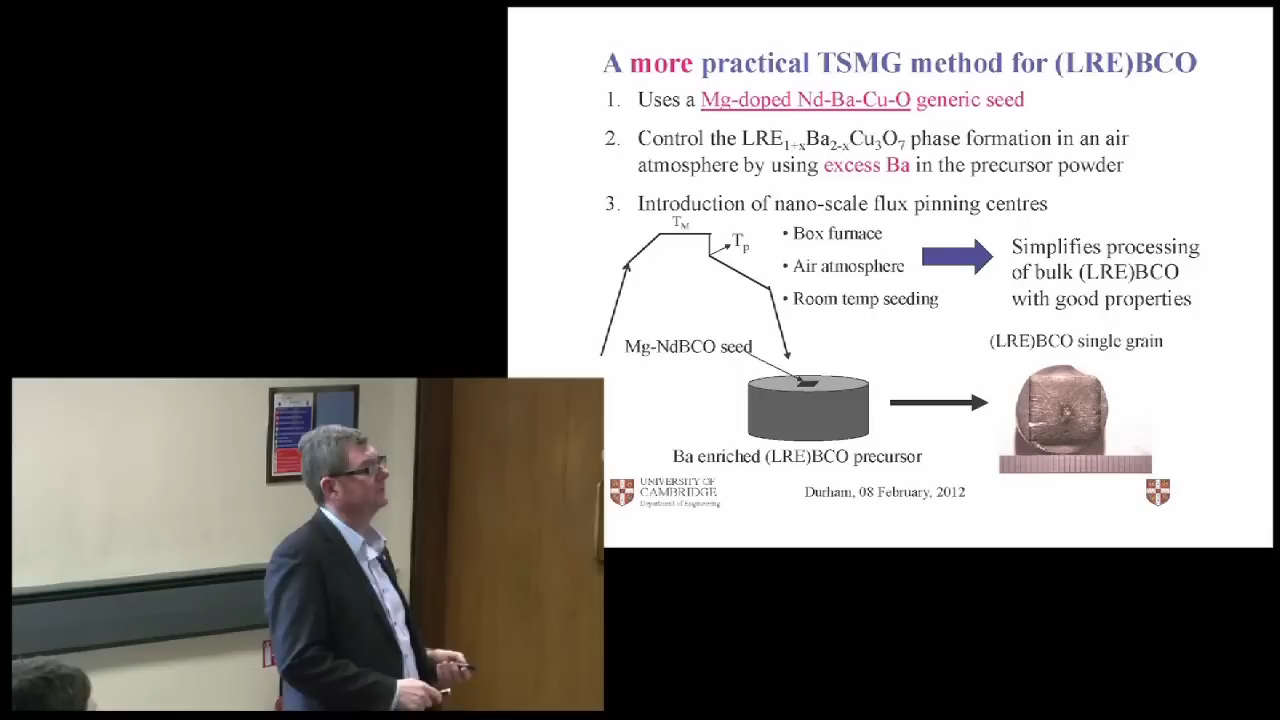 A more practical TSMG method for (LRE)BCO
1. Uses a Mg-doped Nd-Ba-Cu-O generic seed
2. Control the LRE1+xBa2-xCu3O7 phase formation in an air
atmosphere by using excess Ba in the precursor powder
3. Introduction of nano-scale flux pinning centres
TM
Tp
• Box furnace
• Air atmosphere
• Room temp seeding
Simplifies processing
of bulk (LRE)BCO
with good properties
Mg-NdBCO seed
(LRE)BCO single grain
Ba enriched (LRE)BCO precursor
UNIVERSITY OF
CAMBRIDGE
Department of Engineering
Durham, 08 February, 2012